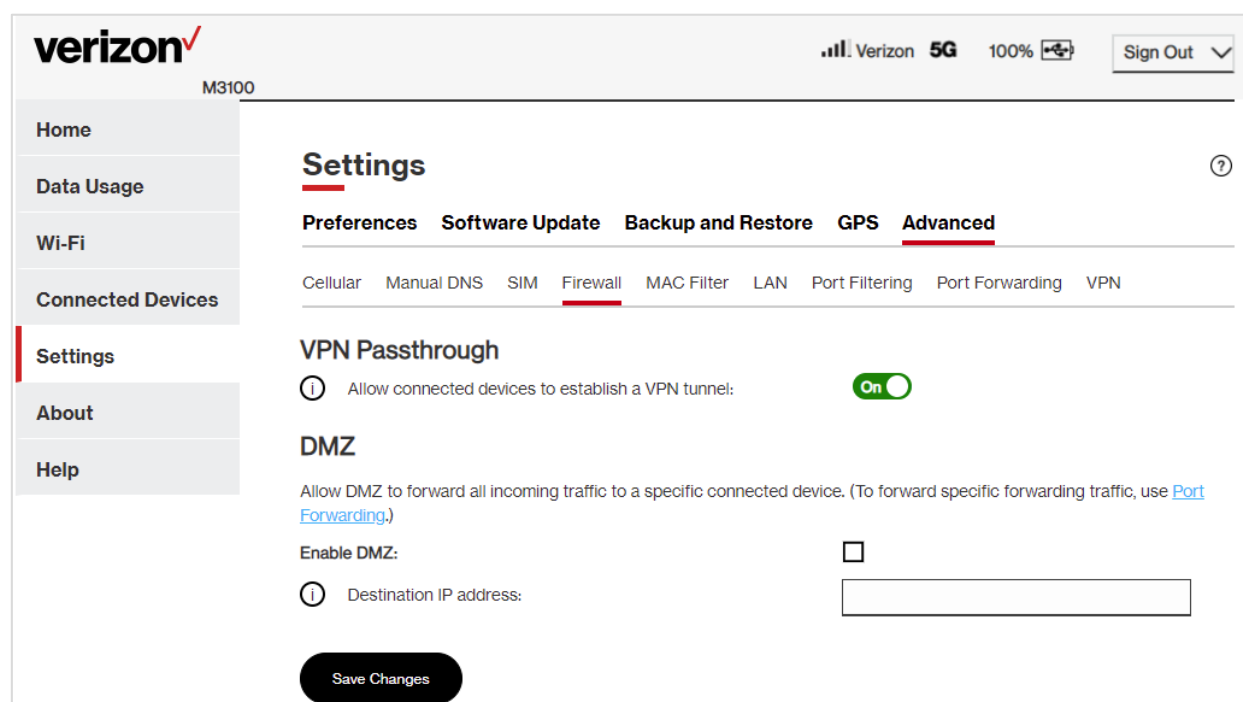 verizon
M3100
Verizon 5G 100% Sign Out
Home
Data Usage
Wi-Fi
Connected Devices
Settings
About
Help
Settings
Preferences Software Update Backup and Restore GPS Advanced
Cellular Manual DNS SIM Firewall MAC Filter LAN Port Filtering Port Forwarding VPN
VPN Passthrough
Allow connected devices to establish a VPN tunnel:
On
DMZ
Allow DMZ to forward all incoming traffic to a specific connected device. (To forward specific forwarding traffic, use Port
Forwarding.)
Enable DMZ:
Destination IP address:
Save Changes